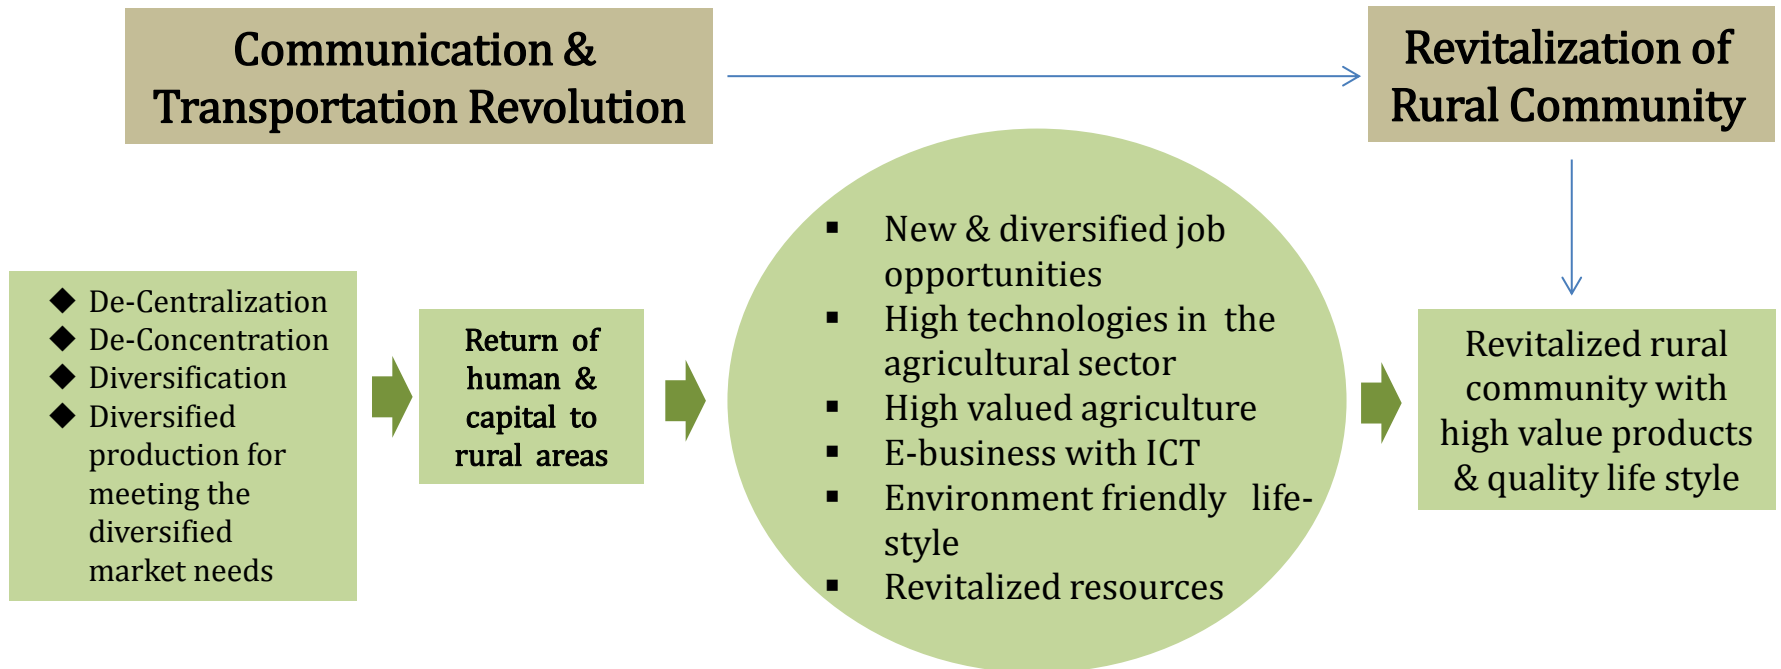 Communication &
Transportation Revolution
Revitalization of
Rural Community
◆ De-Centralization
◆ De-Concentration
◆ Diversification
◆ Diversified
production for
meeting the
diversified
market needs
Return of
human &
capital to
rural areas
▪ New & diversified job
opportunities
▪ High technologies in the
agricultural sector
▪ High valued agriculture
▪ E-business with ICT
▪ Environment friendly life-
style
▪ Revitalized resources
Revitalized rural
community with
high value products
& quality life style